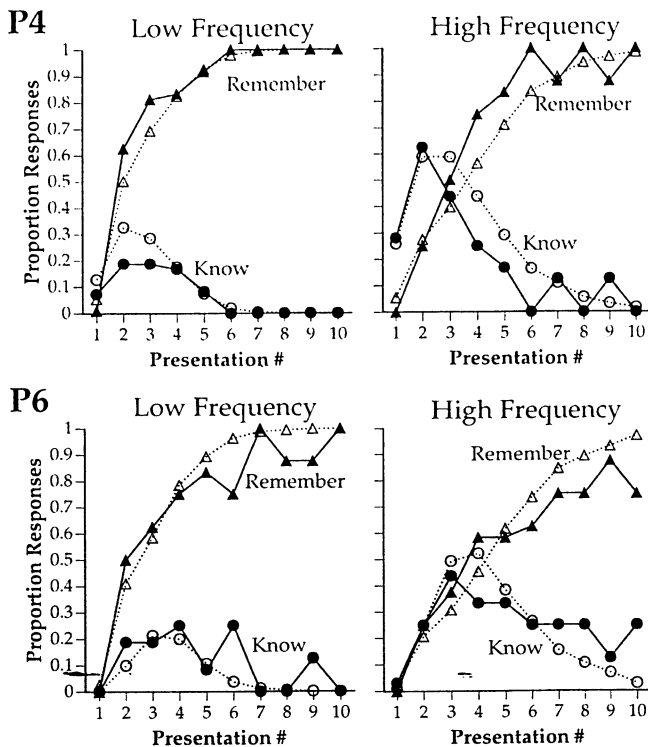 P4
Low Frequency
High Frequency
Proportion Responses
1
0.9
0.8
0.7
0.6
0.5
0.4
0.3
0.2
0.1
0
Remember
Know
Remember
Know
1 2 3 4 5 6 7 8 9 10
Presentation #
1 2 3 4 5 6 7 8 9 10
Presentation #
P6
Low Frequency
High Frequency
Proportion Responses
1
0.9
0.8
0.7
0.6
0.5
0.4
0.3
0.2
0.1
0
Remember
Know
Remember
Know
1 2 3 4 5 6 7 8 9 10
Presentation #
1 2 3 4 5 6 7 8 9 10
Presentation #